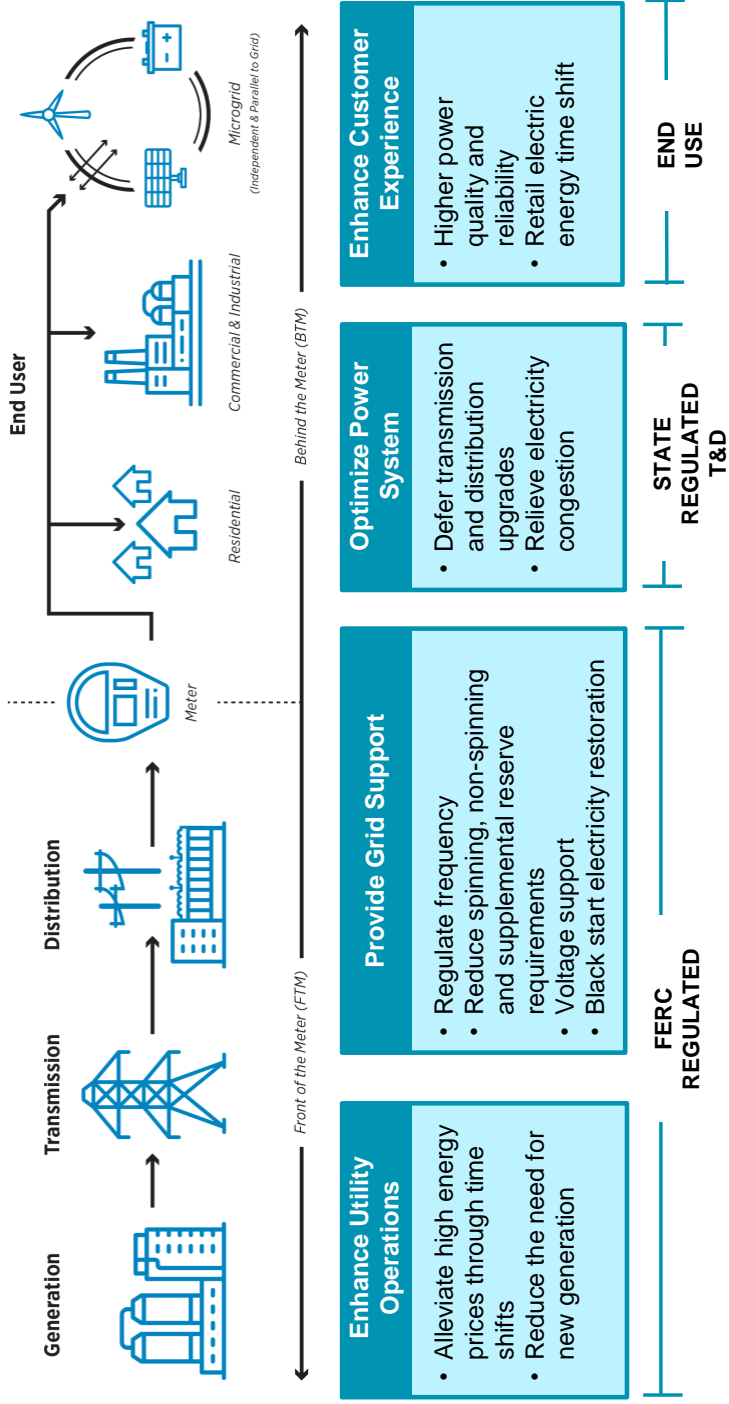 Generation
Transmission
Distribution
Meter
End User
Residential
Commercial & Industrial
Microgrid
(Independent & Parallel to Grid)
Front of the Meter (FTM)
Behind the Meter (BTM)
Enhance Utility
Operations
• Alleviate high energy
prices through time
shifts
• Reduce the need for
new generation
Provide Grid Support
• Regulate frequency
• Reduce spinning, non-spinning
and supplemental reserve
requirements
• Voltage support
• Black start electricity restoration
Optimize Power
System
• Defer transmission
and distribution
upgrades
• Relieve electricity
congestion
Enhance Customer
Experience
• Higher power
quality and
reliability
• Retail electric
energy time shift
FERC
REGULATED
STATE
REGULATED
T&D
END
USE